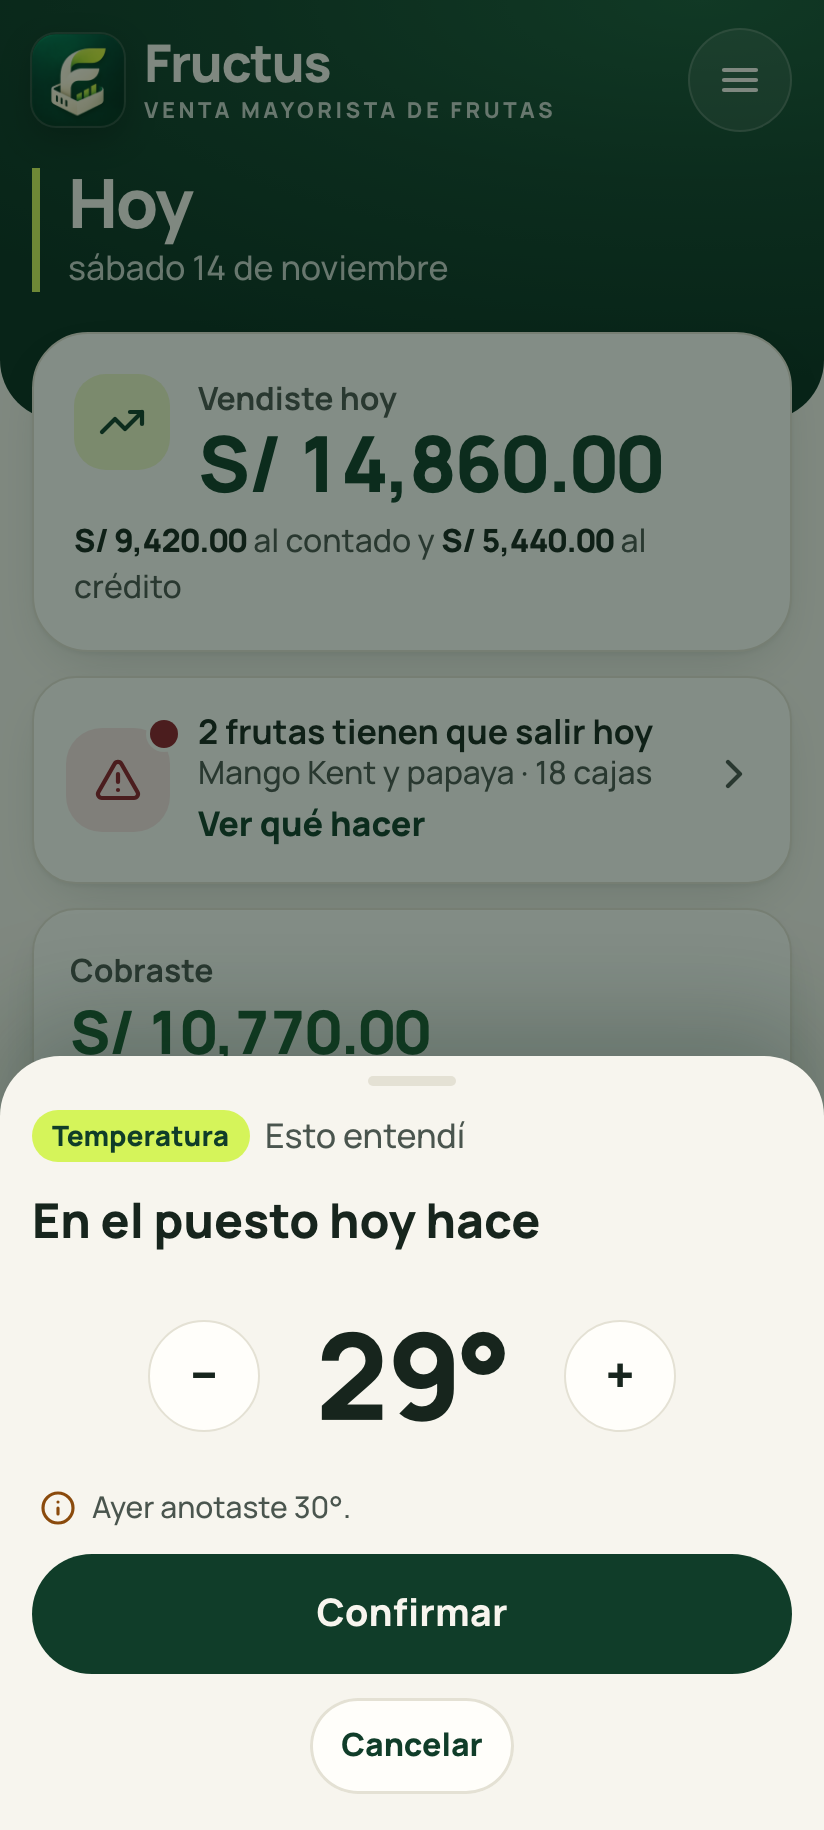 Fructus
VENTA MAYORISTA DE FRUTAS
Hoy
sábado 14 de noviembre
Vendiste hoy
S/ 14,860.00
S/ 9,420.00 al contado y S/ 5,440.00 al
crédito
2 frutas tienen que salir hoy
Mango Kent y papaya · 18 cajas
Ver qué hacer
Cobraste
S/ 10,770.00
Temperatura Esto entendí
En el puesto hoy hace
− 29° +
Ayer anotaste 30°.
Confirmar
Cancelar